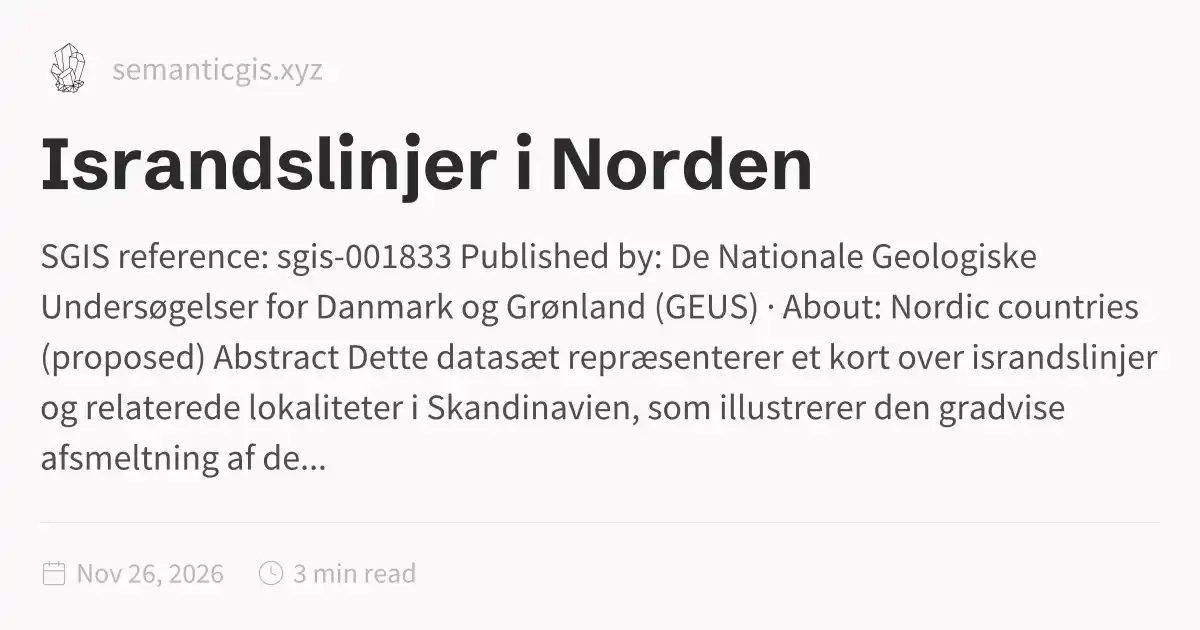 semanticgis.xyz
Israndslinjer i Norden
SGIS reference: sgis-001833 Published by: De Nationale Geologiske
Undersøgelser for Danmark og Grønland (GEUS) · About: Nordic countries
(proposed) Abstract Dette datasæt repræsenterer et kort over israndslinjer
og relaterede lokaliteter i Skandinavien, som illustrerer den gradvise
afsmeltning af de...
Nov 26, 2026 3 min read